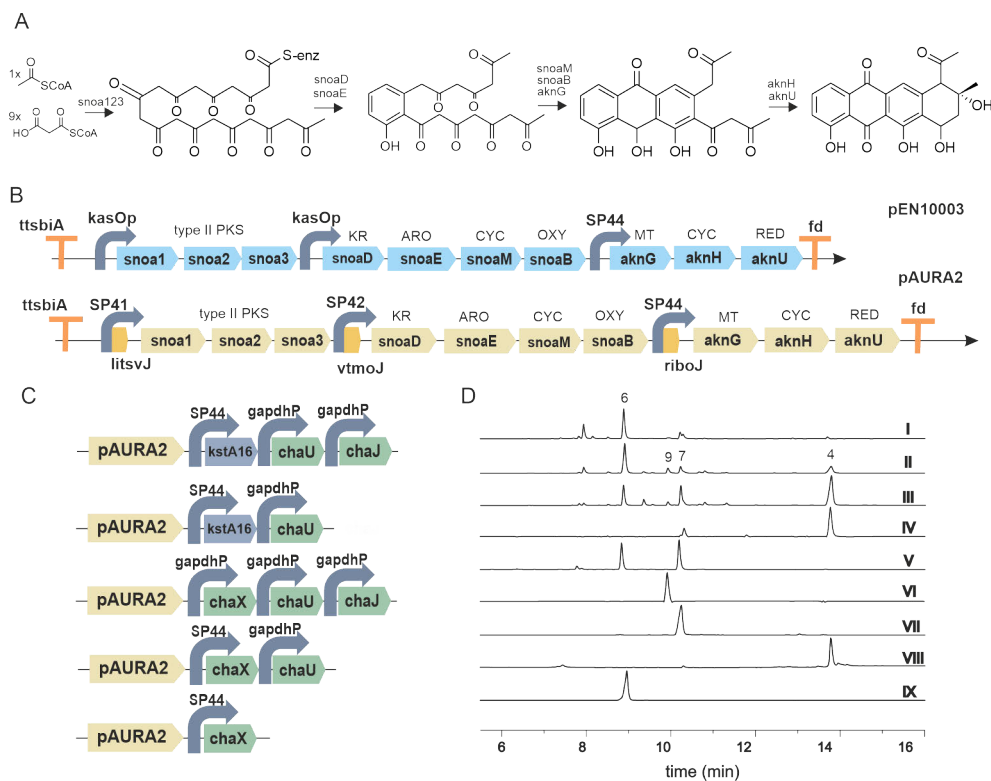 A
1x
O
SCoA
9x
O O
HO SCoA
snoa123
O S-enz
O O O O
O O O O O O
snoaD
snoaE
O
O
OH O O O O
snoaM
snoaB
aknG
O O
O
OH OH OH O O
aknH
aknU
O O
OH
OH O OH OH
B
ttsbiA kasOp type II PKS kasOp KR ARO CYC OXY SP44 MT CYC RED fd pEN10003
snoa1 snoa2 snoa3 snoaD snoaE snoaM snoaB aknG aknH aknU
pAURA2
ttsbiA SP41 type II PKS SP42 KR ARO CYC OXY SP44 MT CYC RED fd
snoa1 snoa2 snoa3 snoaD snoaE snoaM snoaB aknG aknH aknU
litsvJ vtmoJ riboJ
C
SP44 gapdhP gapdhP
pAURA2 kstA16 chaU chaJ
SP44 gapdhP
pAURA2 kstA16 chaU
gapdhP gapdhP gapdhP
pAURA2 chaX chaU chaJ
SP44 gapdhP
pAURA2 chaX chaU
SP44
pAURA2 chaX
D
6
I
9 7 4
II
III
IV
V
VI
VII
VIII
IX
6 8 10 12 14 16
time (min)